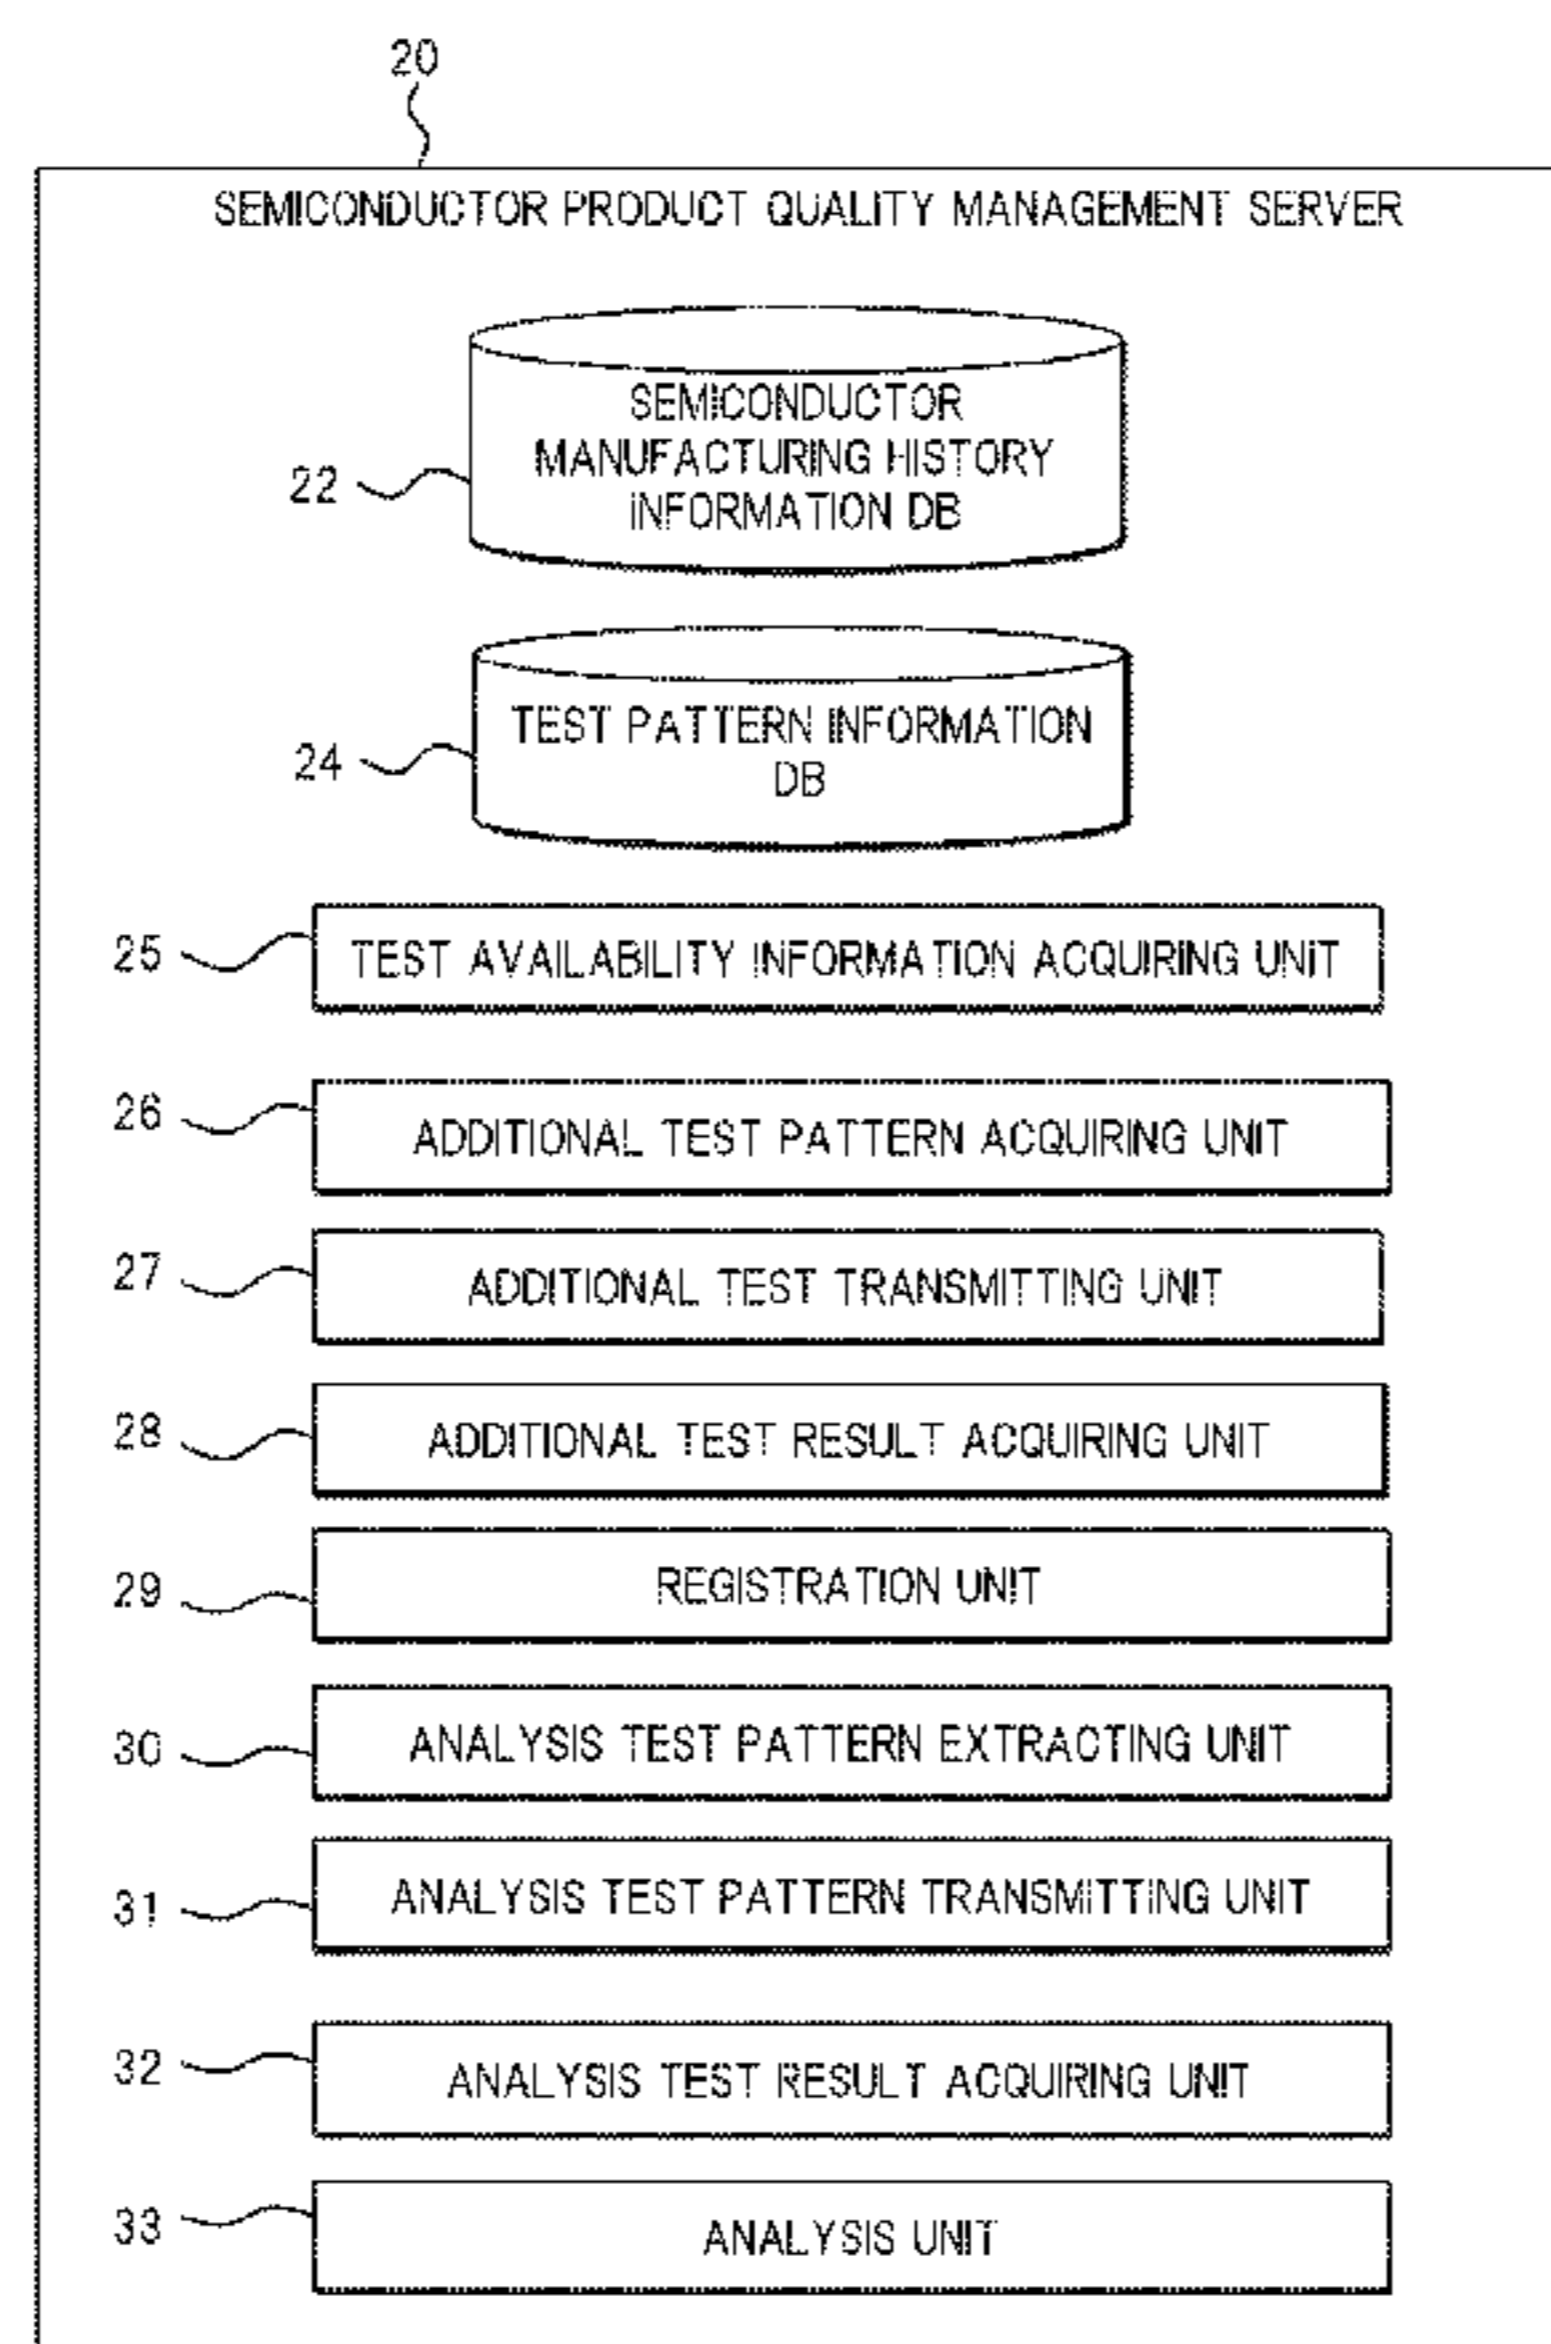 20
SEMICONDUCTOR PRODUCT QUALITY MANAGEMENT SERVER
SEMICONDUCTOR
MANUFACTURING HISTORY
INFORMATION DB
22
TEST PATTERN INFORMATION
DB
24
25
TEST AVAILABILITY INFORMATION ACQUIRING UNIT
26
ADDITIONAL TEST PATTERN ACQUIRING UNIT
27
ADDITIONAL TEST TRANSMITTING UNIT
28
ADDITIONAL TEST RESULT ACQUIRING UNIT
29
REGISTRATION UNIT
30
ANALYSIS TEST PATTERN EXTRACTING UNIT
31
ANALYSIS TEST PATTERN TRANSMITTING UNIT
32
ANALYSIS TEST RESULT ACQUIRING UNIT
33
ANALYSIS UNIT